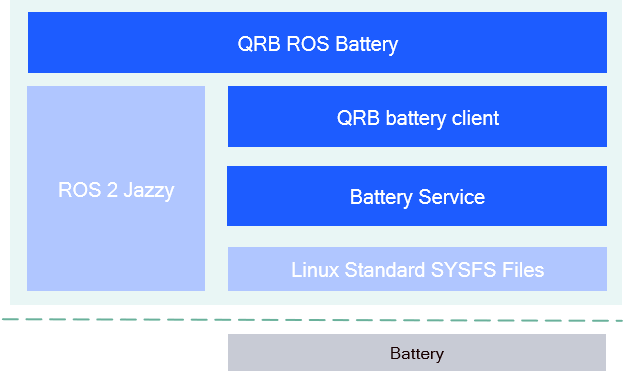 QRB ROS Battery
QRB battery client
ROS 2 Jazzy
Battery Service
Linux Standard SYSFS Files
Battery